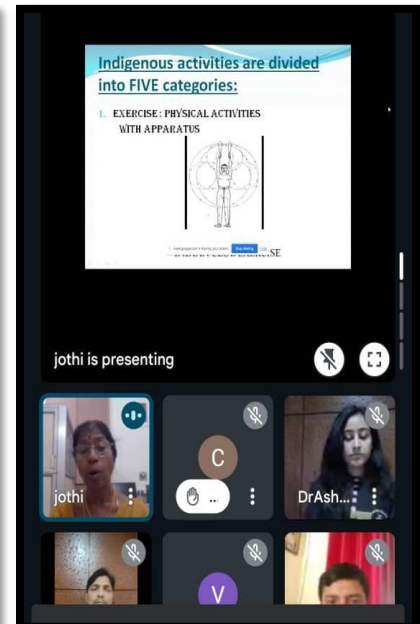 Indigenous activities are divided
into FIVE categories:
1. EXERCISE : PHYSICAL ACTIVITIES
WITH APPARATUS
Stop sharing
jothi is presenting
C
jothi
...
DrAsh...
V